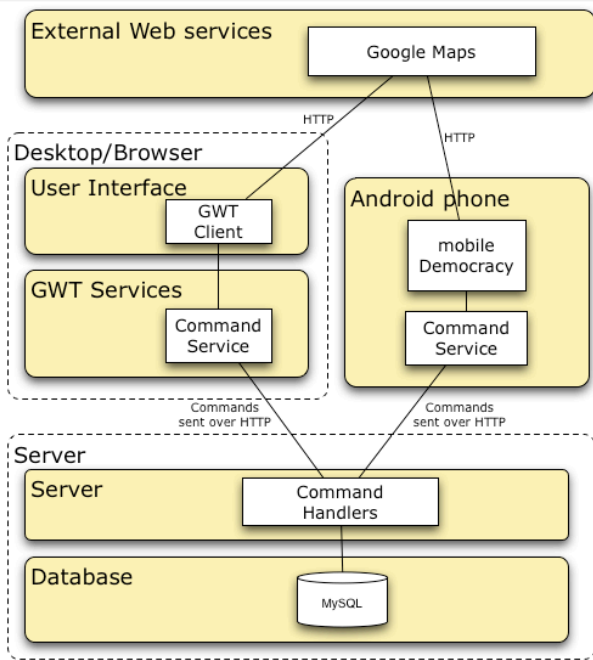 External Web services
Google Maps
HTTP
HTTP
Desktop/Browser
User Interface
GWT
Client
GWT Services
Command
Service
Android phone
mobile
Democracy
Command
Service
Commands
sent over HTTP
Commands
sent over HTTP
Server
Server
Command
Handlers
Database
MySQL